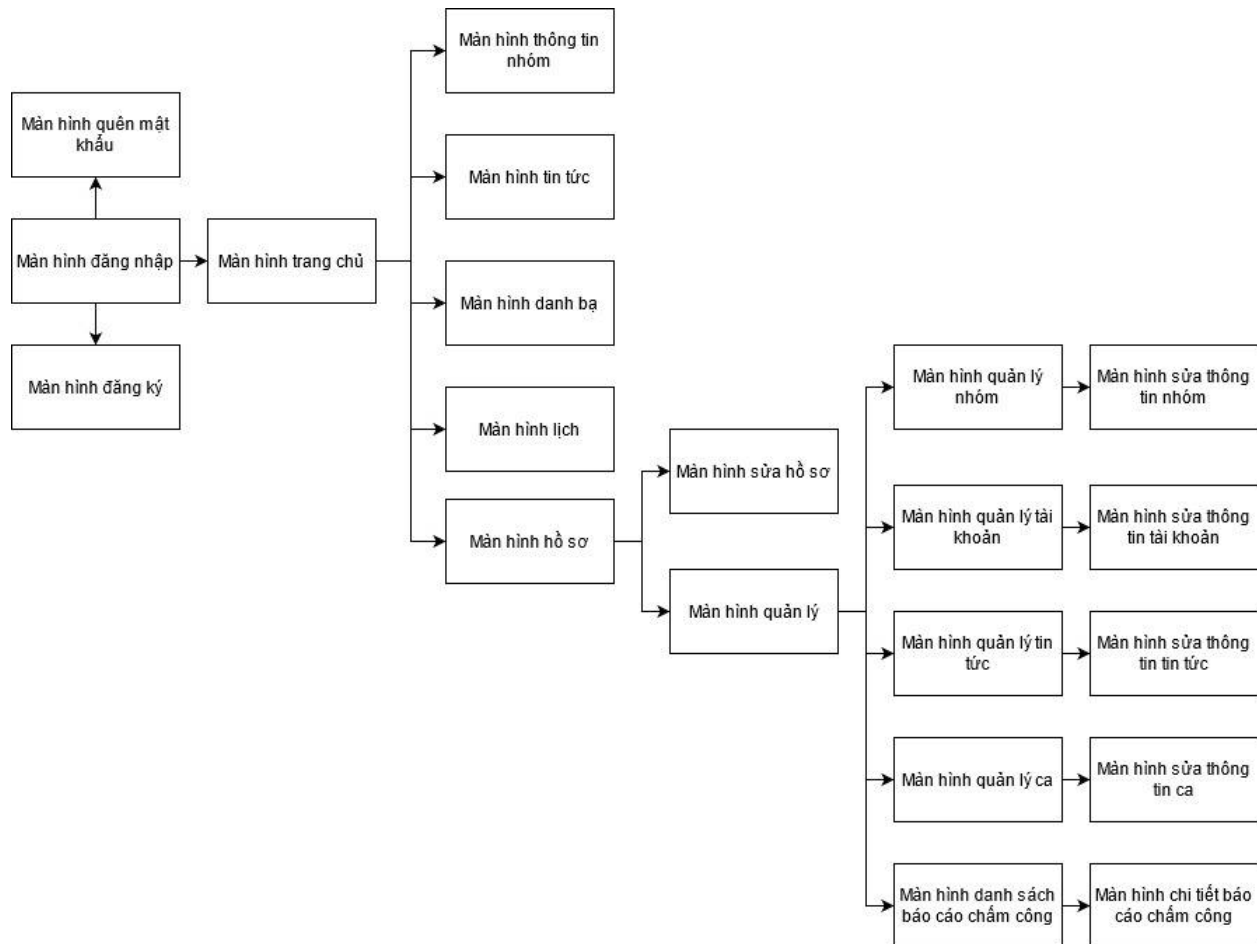 Màn hình thông tin
nhóm
Màn hình quên mật
khẩu
Màn hình tin tức
Màn hình đăng nhập
Màn hình trang chủ
Màn hình danh bạ
Màn hình đăng ký
Màn hình quản lý
nhóm
Màn hình sửa thông
tin nhóm
Màn hình lịch
Màn hình sửa hồ sơ
Màn hình hồ sơ
Màn hình quản lý tài
khoản
Màn hình sửa thông
tin tài khoản
Màn hình quản lý
Màn hình quản lý tin
tức
Màn hình sửa thông
tin tin tức
Màn hình quản lý ca
Màn hình sửa thông
tin ca
Màn hình danh sách
báo cáo chấm công
Màn hình chi tiết báo
cáo chấm công